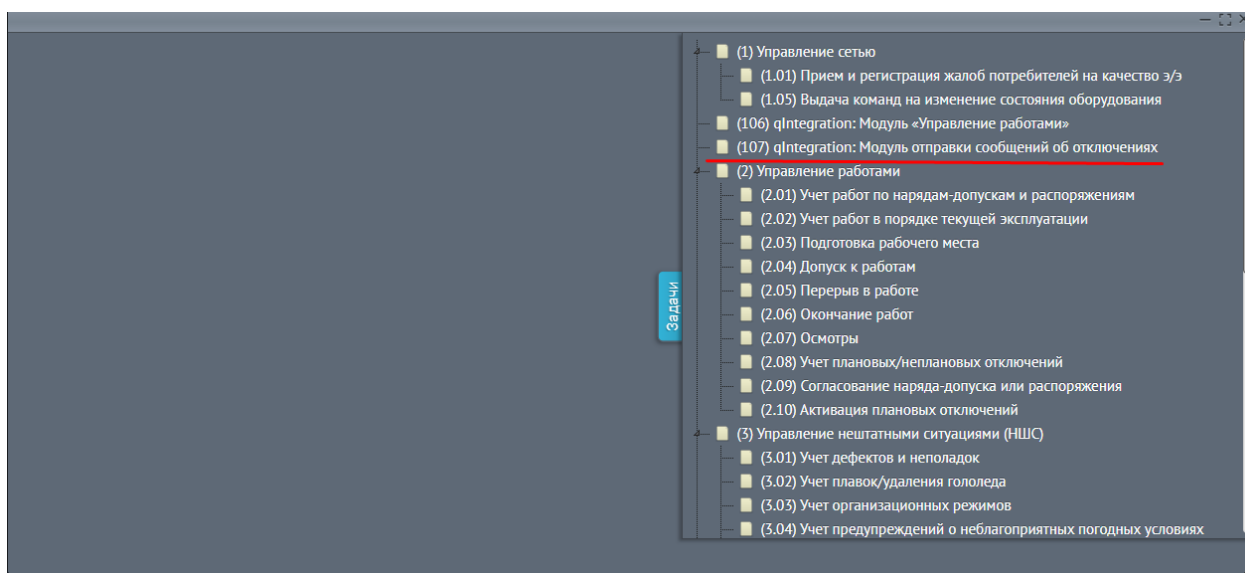 (1) Управление сетью
(1.01) Прием и регистрация жалоб потребителей на качество э/э
(1.05) Выдача команд на изменение состояния оборудования
(106) qIntegration: Модуль «Управление работами»
(107) qIntegration: Модуль отправки сообщений об отключениях
(2) Управление работами
(2.01) Учет работ по нарядам-допускам и распоряжениям
(2.02) Учет работ в порядке текущей эксплуатации
(2.03) Подготовка рабочего места
(2.04) Допуск к работам
(2.05) Перерыв в работе
(2.06) Окончание работ
(2.07) Осмотры
(2.08) Учет плановых/неплановых отключений
(2.09) Согласование наряда-допуска или распоряжения
(2.10) Активация плановых отключений
(3) Управление нештатными ситуациями (НШС)
(3.01) Учет дефектов и неполадок
(3.02) Учет плавок/удаления гололеда
(3.03) Учет организационных режимов
(3.04) Учет предупреждений о неблагоприятных погодных условиях
Задачи